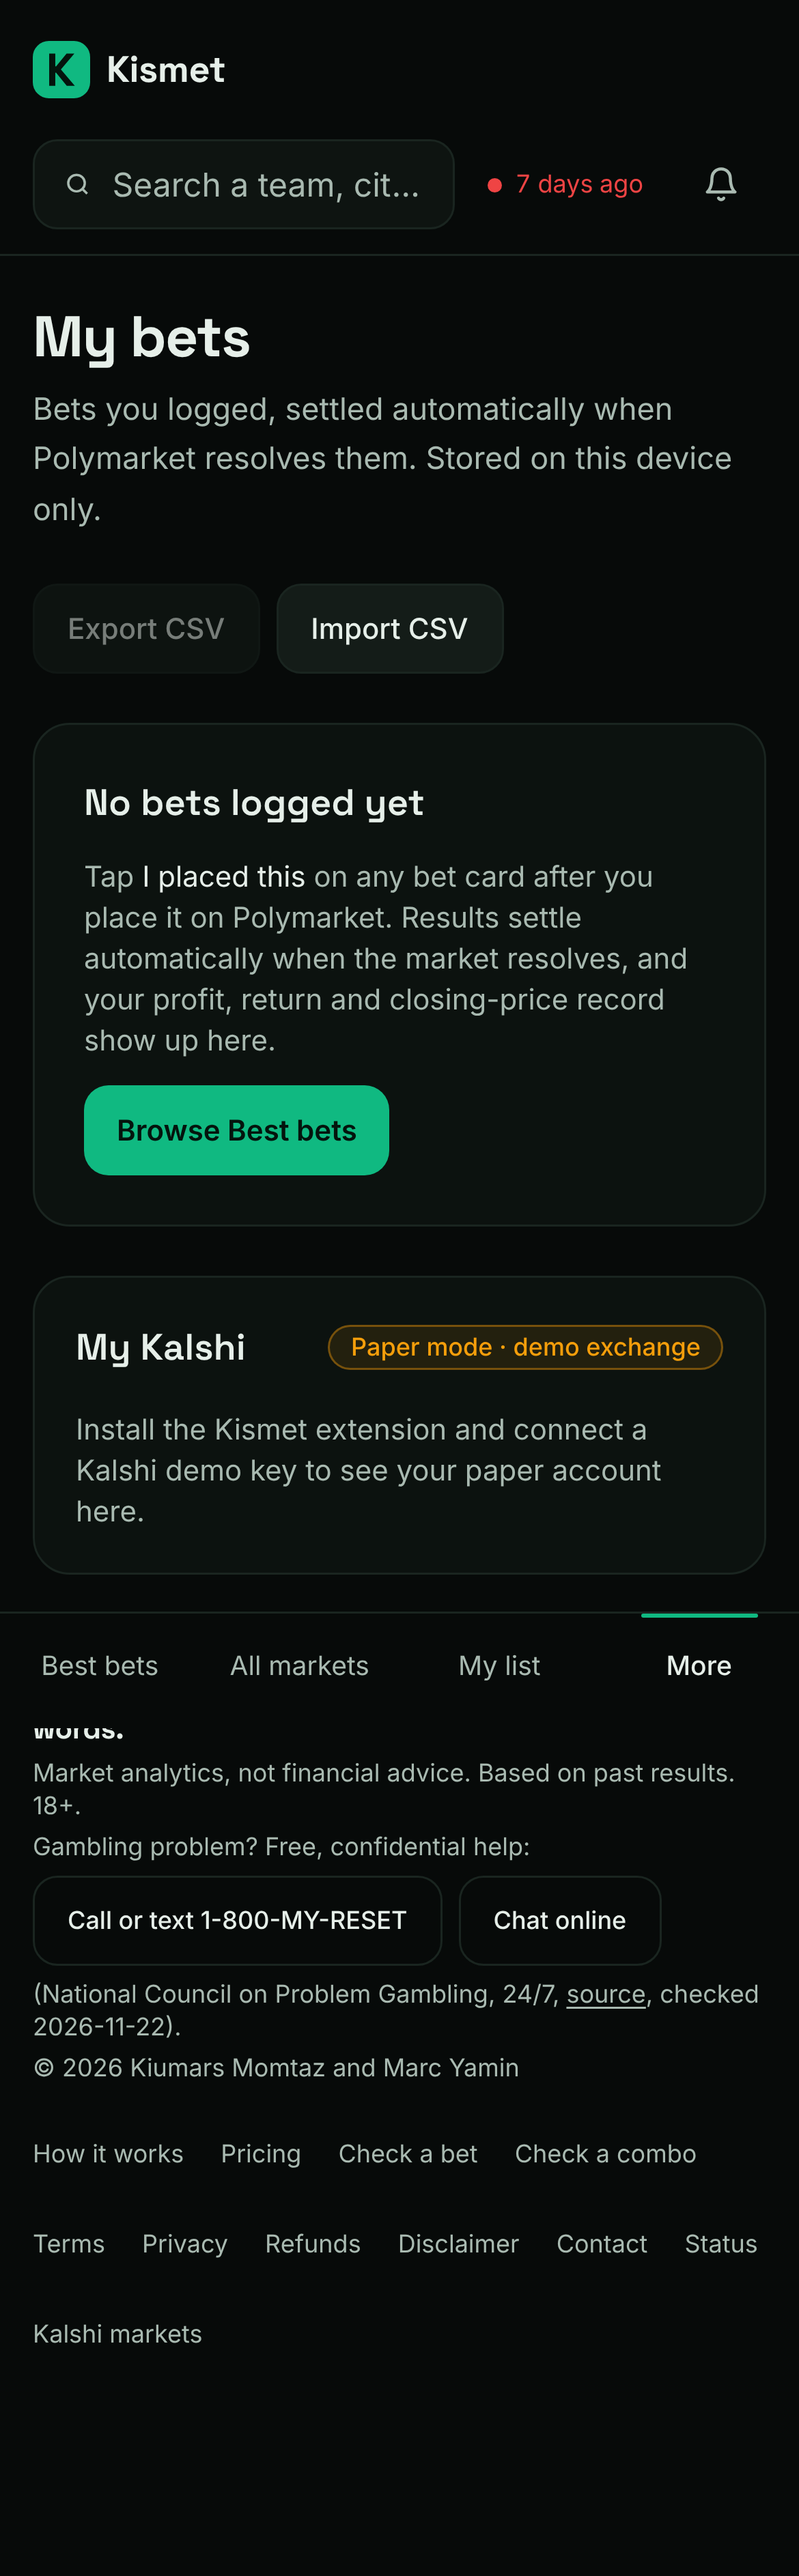 K Kismet
Search a team, cit...
7 days ago
My bets
Bets you logged, settled automatically when
Polymarket resolves them. Stored on this device
only.
Export CSV
Import CSV
No bets logged yet
Tap I placed this on any bet card after you
place it on Polymarket. Results settle
automatically when the market resolves, and
your profit, return and closing-price record
show up here.
Browse Best bets
My Kalshi
Paper mode · demo exchange
Install the Kismet extension and connect a
Kalshi demo key to see your paper account
here.
Best bets
All markets
My list
More
words.
Market analytics, not financial advice. Based on past results.
18+.
Gambling problem? Free, confidential help:
Call or text 1-800-MY-RESET
Chat online
(National Council on Problem Gambling, 24/7, source, checked
2026-11-22).
© 2026 Kiumars Momtaz and Marc Yamin
How it works Pricing Check a bet Check a combo
Terms Privacy Refunds Disclaimer Contact Status
Kalshi markets